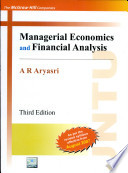 The McGraw-Hill Companies
Managerial Economics
and Financial Analysis
A R Aryasri
Third Edition
JNTU